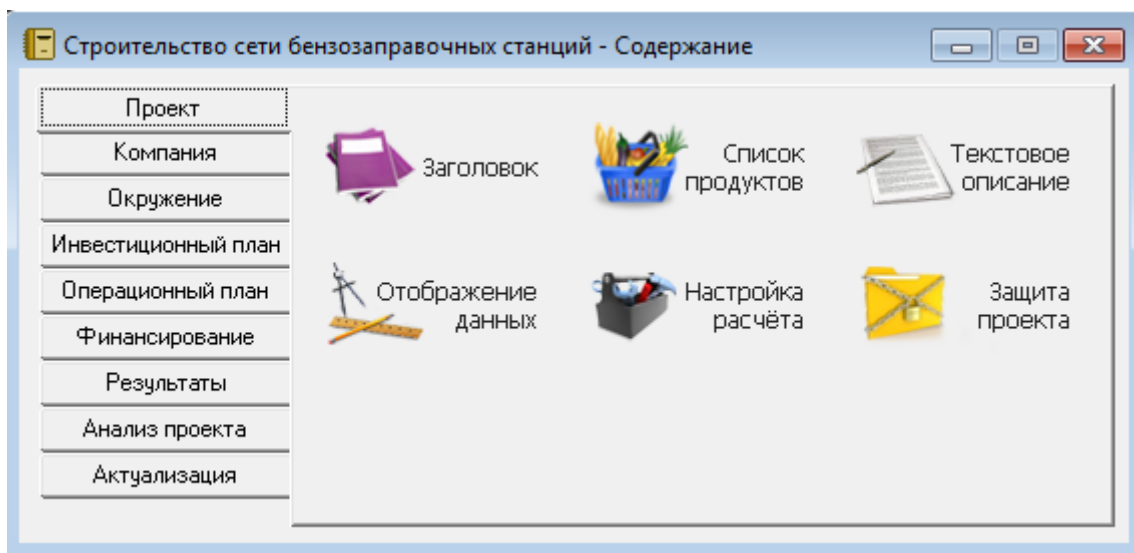 Строительство сети бензозаправочных станций - Содержание
Проект
Компания
Окружение
Инвестиционный план
Операционный план
Финансирование
Результаты
Анализ проекта
Актуализация
Заголовок
Список
продуктов
Текстовое
описание
Отображение
данных
Настройка
расчёта
Защита
проекта